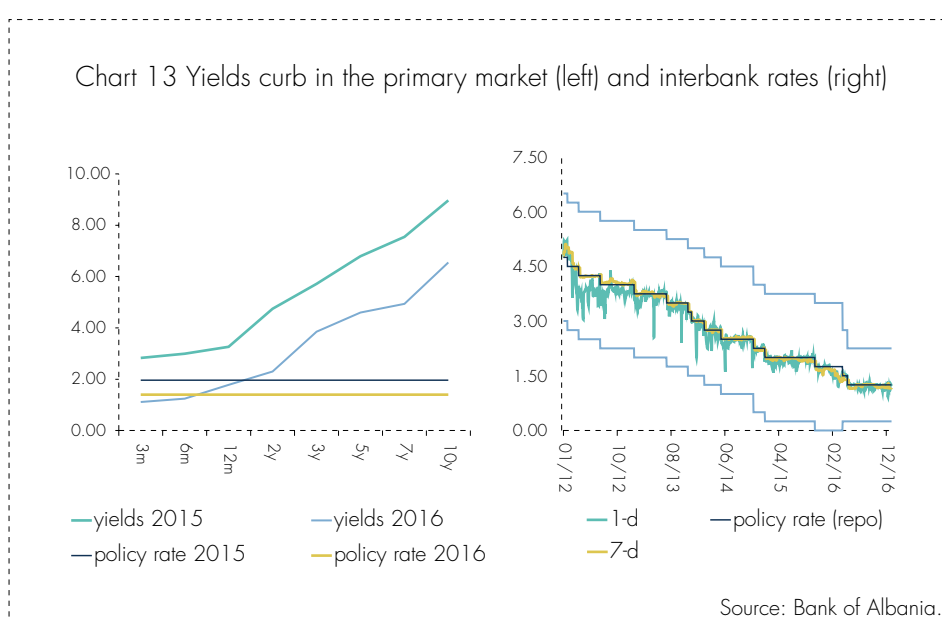 Chart 13 Yields curb in the primary market (left) and interbank rates (right)
10.00
8.00
6.00
4.00
2.00
0.00
3m
6m
12m
2y
3y
5y
7y
10y
yields 2015
yields 2016
policy rate 2015
policy rate 2016
7.50
6.00
4.50
3.00
1.50
0.00
01/12
10/12
08/13
06/14
04/15
02/16
12/16
1-d
policy rate (repo)
7-d
Source: Bank of Albania.